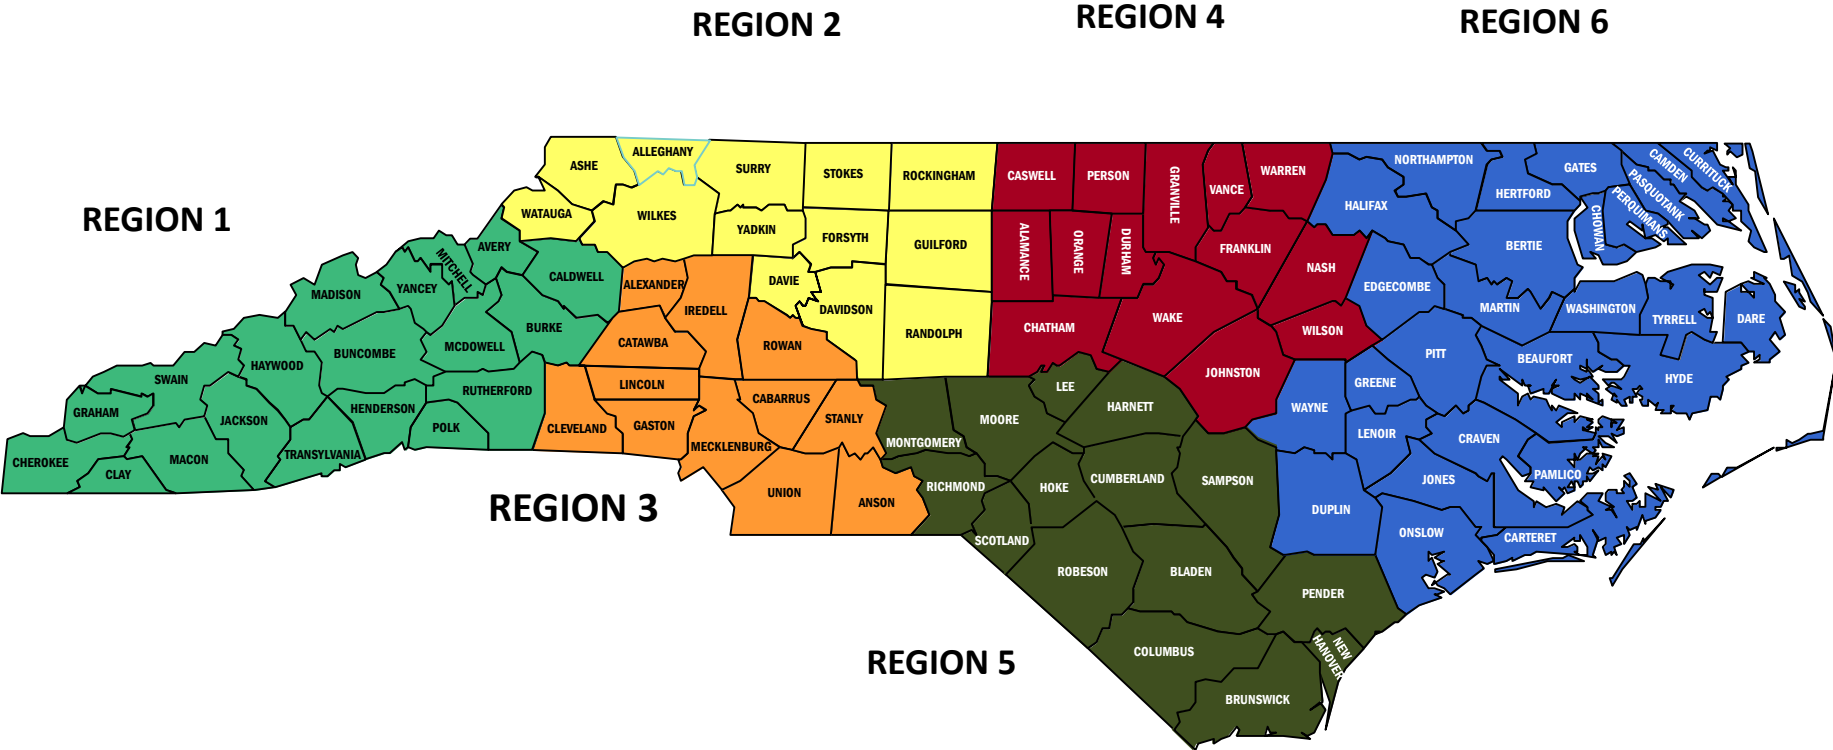 REGION 2
REGION 4
REGION 6
REGION 1
REGION 3
REGION 5
ASHE
ALLEGHANY
SURRY
STOKES
ROCKINGHAM
WATAUGA
WILKES
YADKIN
FORSYTH
GUILFORD
DAVIE
DAVIDSON
RANDOLPH
CASWELL
PERSON
GRANVILLE
VANCE
WARREN
ALAMANCE
ORANGE
DURHAM
FRANKLIN
NASH
CHATHAM
WAKE
WILSON
JOHNSTON
NORTHAMPTON
GATES
CAMDEN
CURRITUCK
HERTFORD
PASQUOTANK
PERQUIMANS
CHOWAN
HALIFAX
BERTIE
EDGECOMBE
MARTIN
WASHINGTON
TYRRELL
DARE
PITT
BEAUFORT
HYDE
GREENE
WAYNE
LENOIR
CRAVEN
PAMLICO
JONES
DUPLIN
ONSLOW
CARTERET
AVERY
MITCHELL
CALDWELL
YANCEY
MADISON
BURKE
MCDOWELL
BUNCOMBE
HAYWOOD
SWAIN
RUTHERFORD
GRAHAM
JACKSON
HENDERSON
POLK
CHEROKEE
CLAY
MACON
TRANSYLVANIA
ALEXANDER
IREDELL
CATAWBA
ROWAN
LINCOLN
CABARRUS
CLEVELAND
GASTON
STANLY
MECKLENBURG
UNION
ANSON
LEE
HARNETT
MOORE
MONTGOMERY
RICHMOND
HOKE
CUMBERLAND
SAMPSON
SCOTLAND
ROBESON
BLADEN
PENDER
COLUMBUS
NEW
HANOVER
BRUNSWICK